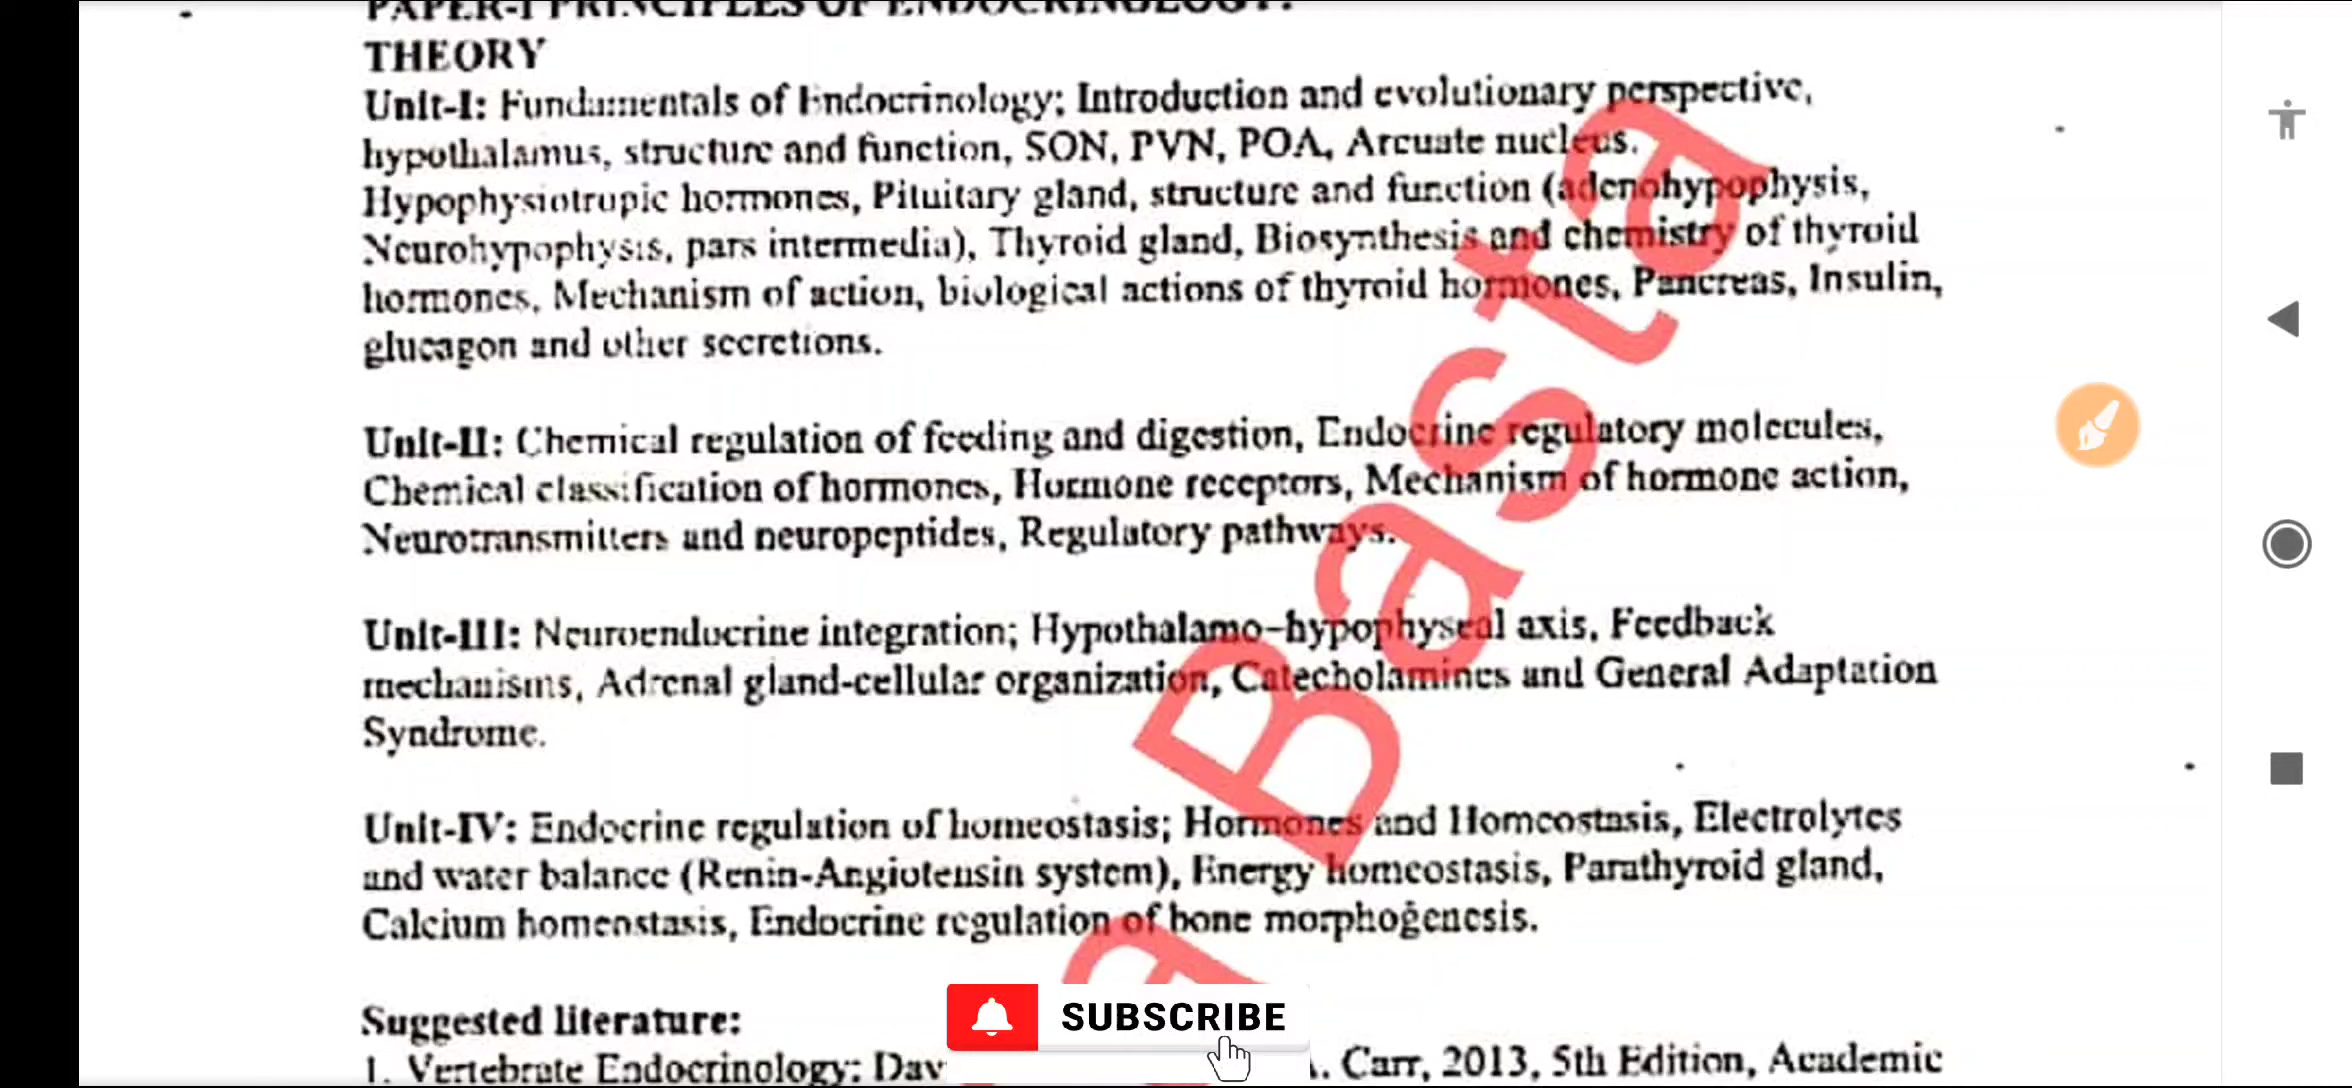 PAPER-I PRINCIPLES OF ENDOCRINOLOGY:
THEORY
Unit-I: Fundamentals of Endocrinology; Introduction and evolutionary perspective,
hypothalamus, structure and function, SON, PVN, POA, Arcuate nucleus.
Hypophysiotrupic hormones, Pituitary gland, structure and function (adenohypophysis,
Neurohypophysis, pars intermedia), Thyroid gland, Biosynthesis and chemistry of thyroid
hormones, Mechanism of action, biological actions of thyroid hormones, Pancreas, Insulin,
glucagon and other secretions.
Unit-II: Chemical regulation of feeding and digestion, Endocrine regulatory molecules,
Chemical classification of hormones, Hormone receptors, Mechanism of hormone action,
Neurotransmitters and neuropeptides, Regulatory pathways.
Unit-III: Neuroendocrine integration; Hypothalamo-hypophyseal axis, Feedback
mechanisms, Adrenal gland-cellular organization, Catecholamines and General Adaptation
Syndrome.
Unit-IV: Endocrine regulation of homeostasis; Hormones and Homeostasis, Electrolytes
and water balance (Renin-Angiotensin system), Energy homeostasis, Parathyroid gland,
Calcium homeostasis, Endocrine regulation of bone morphogenesis.
Suggested literature:
1. Vertebrate Endocrinology: Dav . Carr, 2013, 5th Edition, Academic
a Basta
SUBSCRIBE